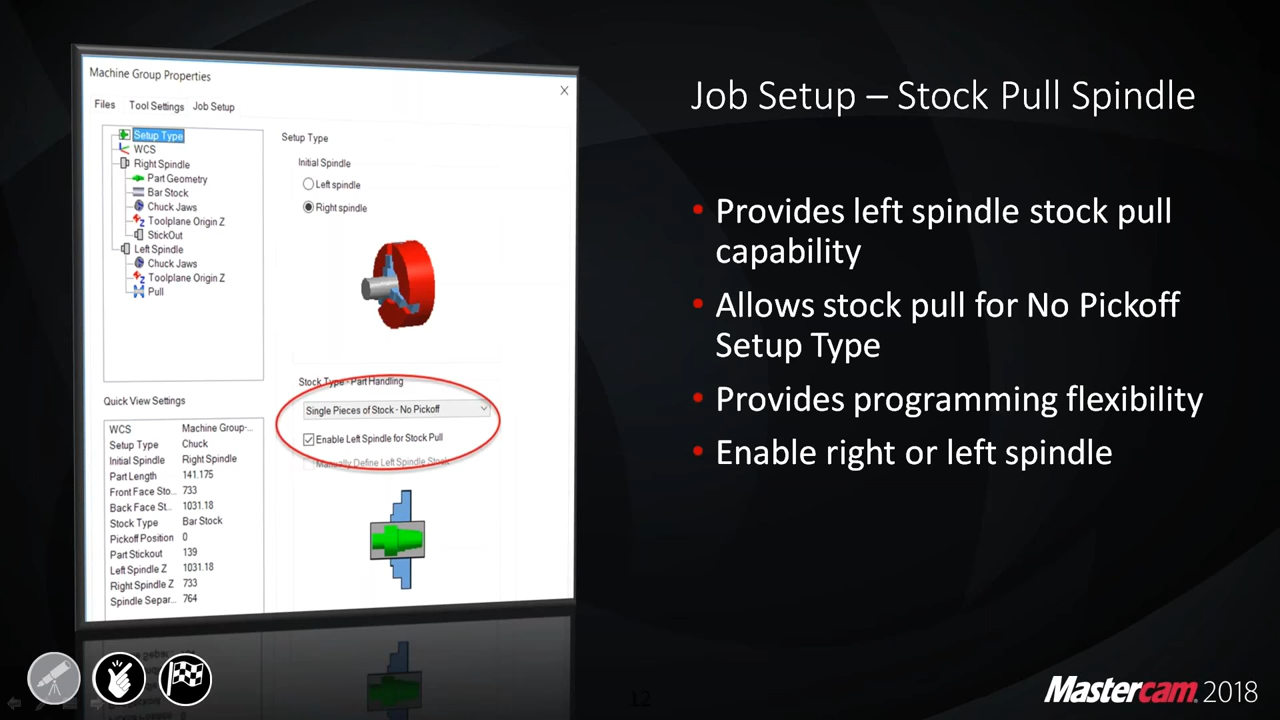 Machine Group Properties
Files Tool Settings Job Setup
Setup Type
WCS
Right Spindle
Part Geometry
Bar Stock
Chuck Jaws
Toolplane Origin Z
StickOut
Left Spindle
Chuck Jaws
Toolplane Origin Z
Pull
Setup Type
Initial Spindle
Left spindle
Right spindle
Stock Type - Part Handling
Single Pieces of Stock - No Pickoff
Enable Left Spindle for Stock Pull
Manually Define Left Spindle Stock
Quick View Settings
WCS Machine Group-...
Setup Type Chuck
Initial Spindle Right Spindle
Part Length 141.175
Front Face Sto... 733
Back Face St... 1031.18
Stock Type Bar Stock
Pickoff Position 0
Part Stickout 139
Left Spindle Z 1031.18
Right Spindle Z 733
Spindle Separ... 764
Job Setup – Stock Pull Spindle
• Provides left spindle stock pull
capability
• Allows stock pull for No Pickoff
Setup Type
• Provides programming flexibility
• Enable right or left spindle
12
Mastercam. 2018